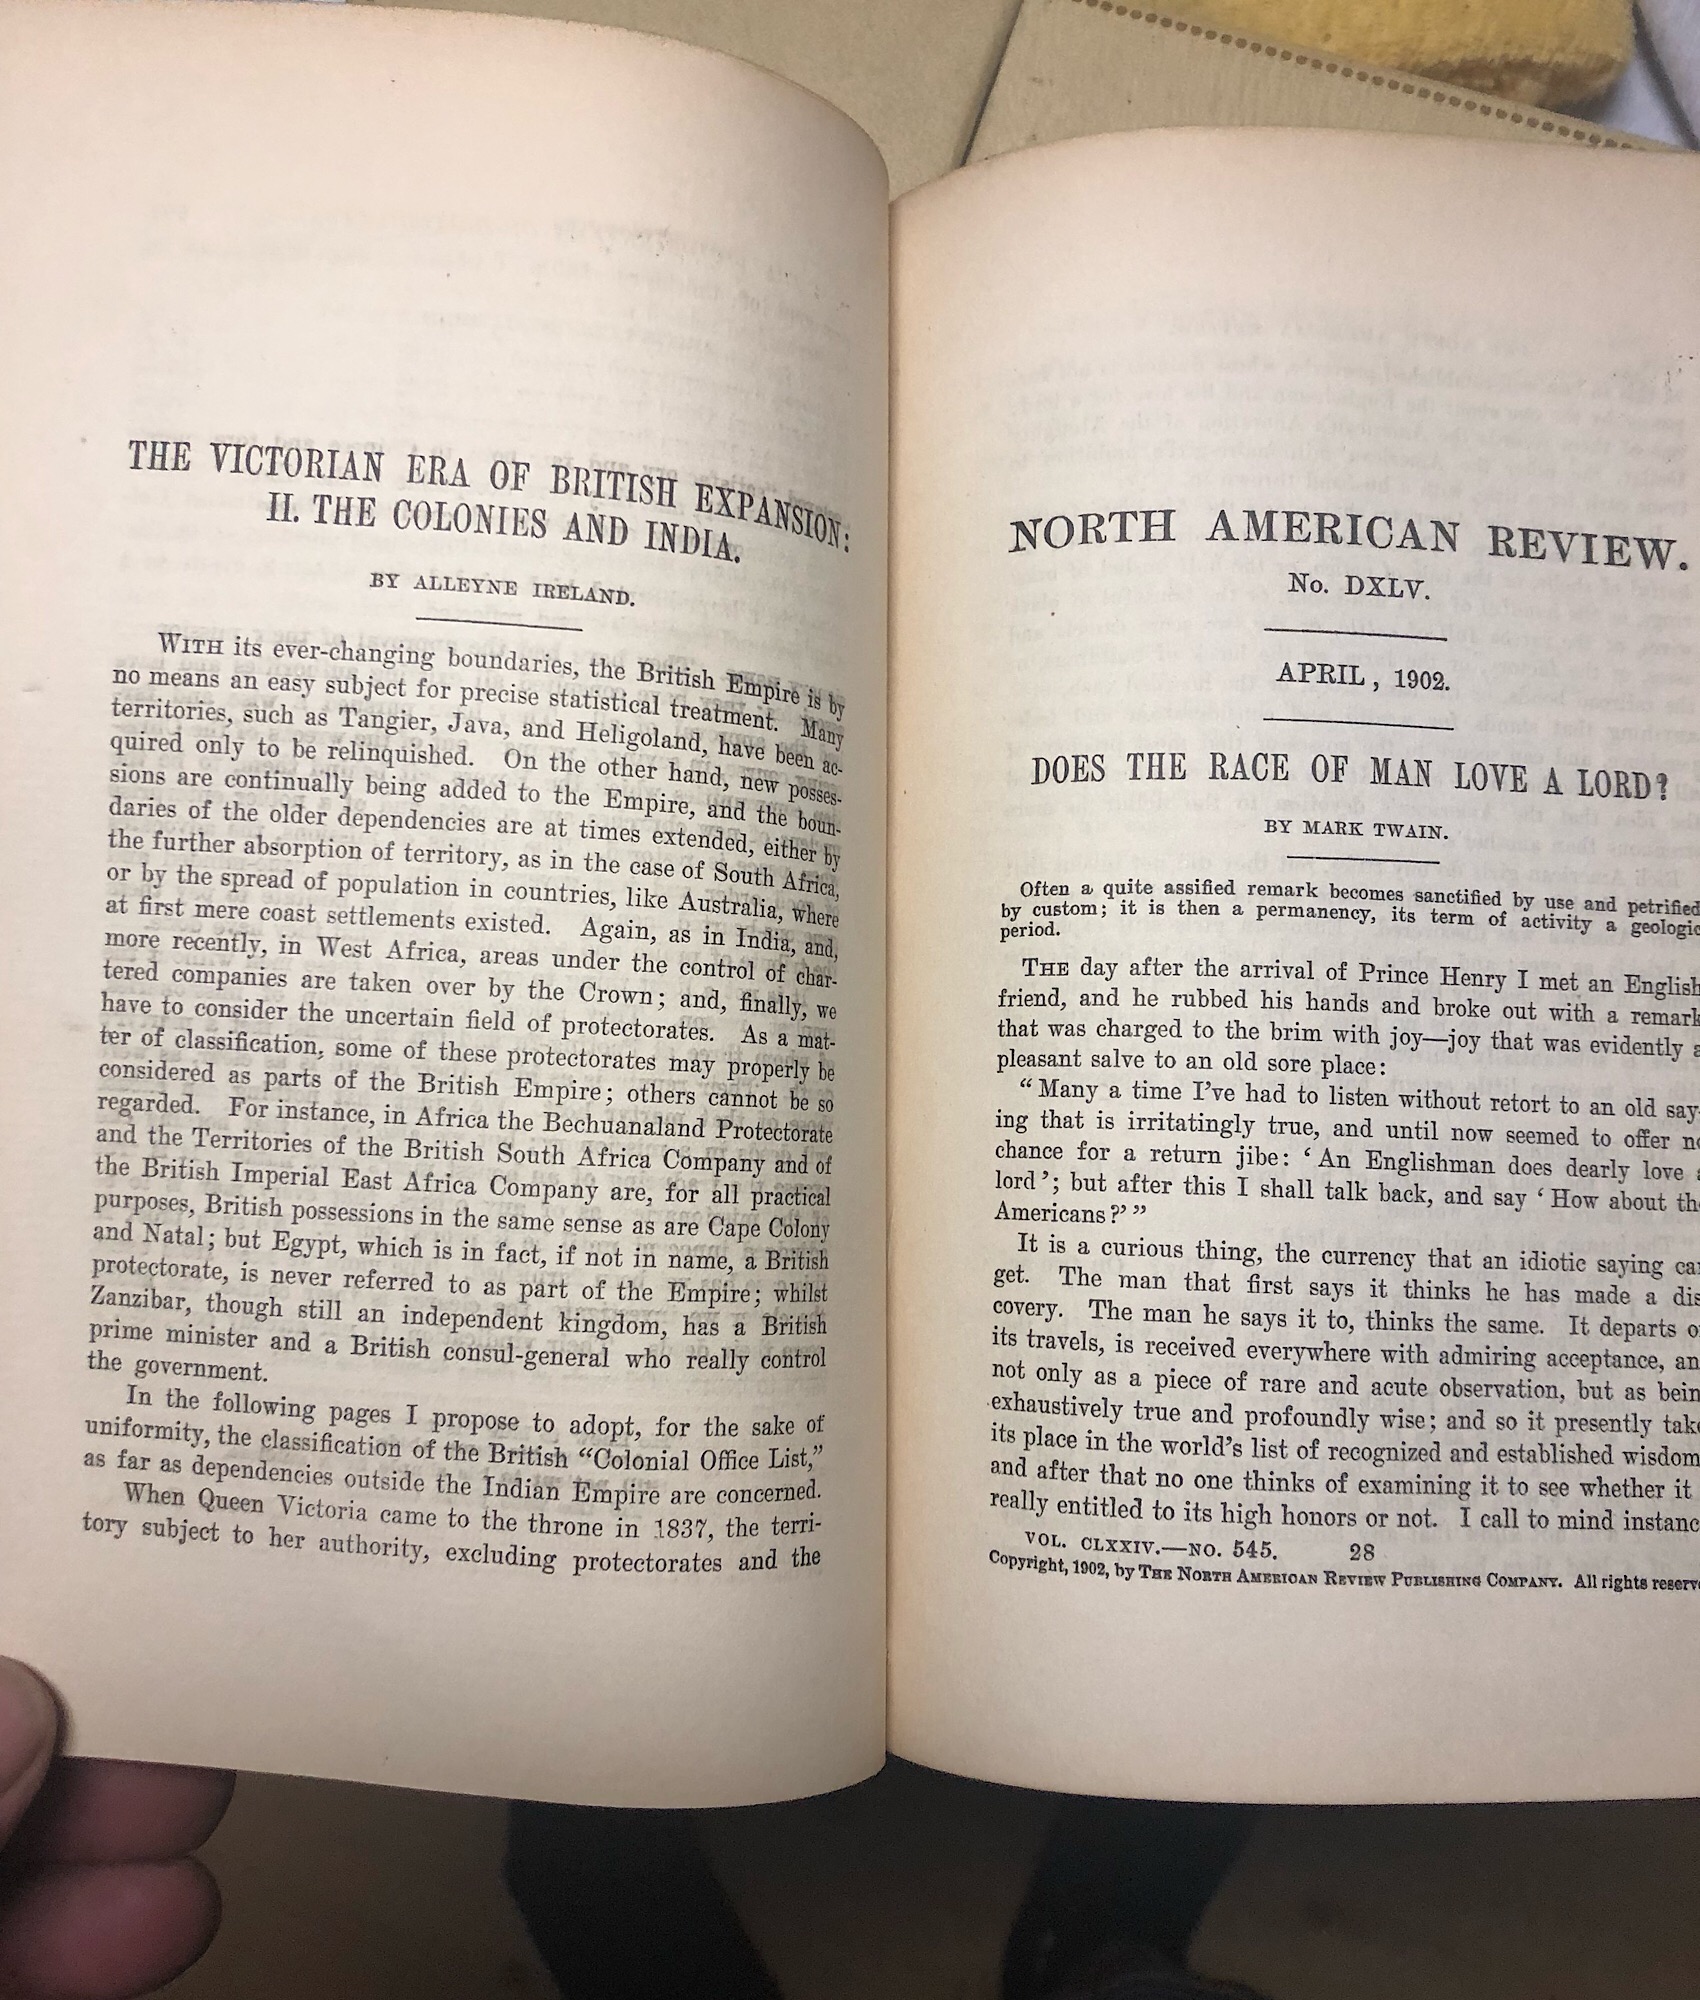 THE VICTORIAN ERA OF BRITISH EXPANSION:
II. THE COLONIES AND INDIA.
BY ALLEYNE IRELAND.
WITH its ever-changing boundaries, the British Empire is by
no means an easy subject for precise statistical treatment. Many
territories, such as Tangier, Java, and Heligoland, have been ac-
quired only to be relinquished. On the other hand, new posses-
sions are continually being added to the Empire, and the boun-
daries of the older dependencies are at times extended, either by
the further absorption of territory, as in the case of South Africa,
or by the spread of population in countries, like Australia, where
at first mere coast settlements existed. Again, as in India, and,
more recently, in West Africa, areas under the control of char-
tered companies are taken over by the Crown; and, finally, we
have to consider the uncertain field of protectorates. As a mat-
ter of classification, some of these protectorates may properly be
considered as parts of the British Empire; others cannot be so
regarded. For instance, in Africa the Bechuanaland Protectorate
and the Territories of the British South Africa Company and of
the British Imperial East Africa Company are, for all practical
purposes, British possessions in the same sense as are Cape Colony
and Natal; but Egypt, which is in fact, if not in name, a British
protectorate, is never referred to as part of the Empire; whilst
Zanzibar, though still an independent kingdom, has a British
prime minister and a British consul-general who really control
the government.
In the following pages I propose to adopt, for the sake of
uniformity, the classification of the British “Colonial Office List,”
as far as dependencies outside the Indian Empire are concerned.
When Queen Victoria came to the throne in 1837, the terri-
tory subject to her authority, excluding protectorates and the
NORTH AMERICAN REVIEW.
No. DXLV.
APRIL, 1902.
DOES THE RACE OF MAN LOVE A LORD?
BY MARK TWAIN.
Often a quite assified remark becomes sanctified by use and petrified
by custom; it is then a permanency, its term of activity a geologic
period.
THE day after the arrival of Prince Henry I met an English
friend, and he rubbed his hands and broke out with a remark
that was charged to the brim with joy—joy that was evidently a
pleasant salve to an old sore place:
“Many a time I've had to listen without retort to an old say-
ing that is irritatingly true, and until now seemed to offer no
chance for a return jibe: ‘An Englishman does dearly love a
lord’; but after this I shall talk back, and say ‘How about the
Americans?’”
It is a curious thing, the currency that an idiotic saying can
get. The man that first says it thinks he has made a dis
covery. The man he says it to, thinks the same. It departs on
its travels, is received everywhere with admiring acceptance, an
not only as a piece of rare and acute observation, but as bein
exhaustively true and profoundly wise; and so it presently take
its place in the world's list of recognized and established wisdom
and after that no one thinks of examining it to see whether it
really entitled to its high honors or not. I call to mind instanc
VOL. CLXXIV.—NO. 545. 28
Copyright, 1902, by THE NORTH AMERICAN REVIEW PUBLISHING COMPANY. All rights reserve